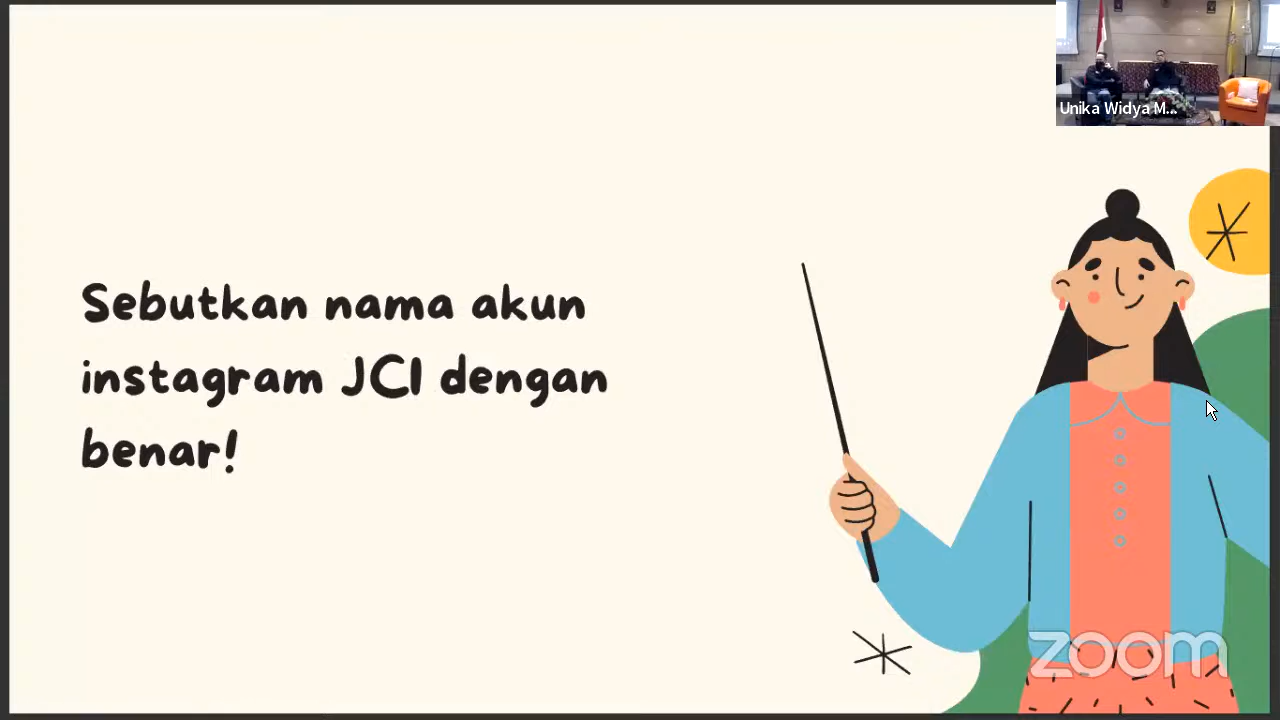 Unika Widya M...
Sebutkan nama akun
instagram JCI dengan
benar!
zoom